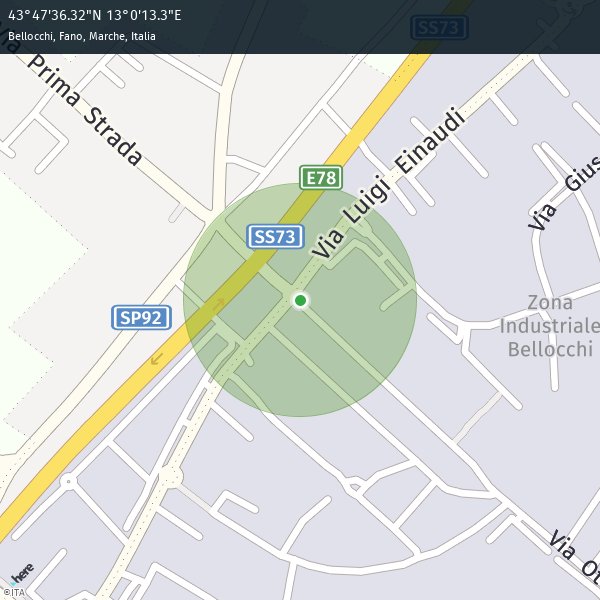 43°47'36.32"N 13°0'13.3"E
Bellocchi, Fano, Marche, Italia
SS73
Prima Strada
E78
Via Luigi Einaudi
Via Gius
SS73
SP92
Zona
Industriale
Bellocchi
Via Ot
here
©ITA